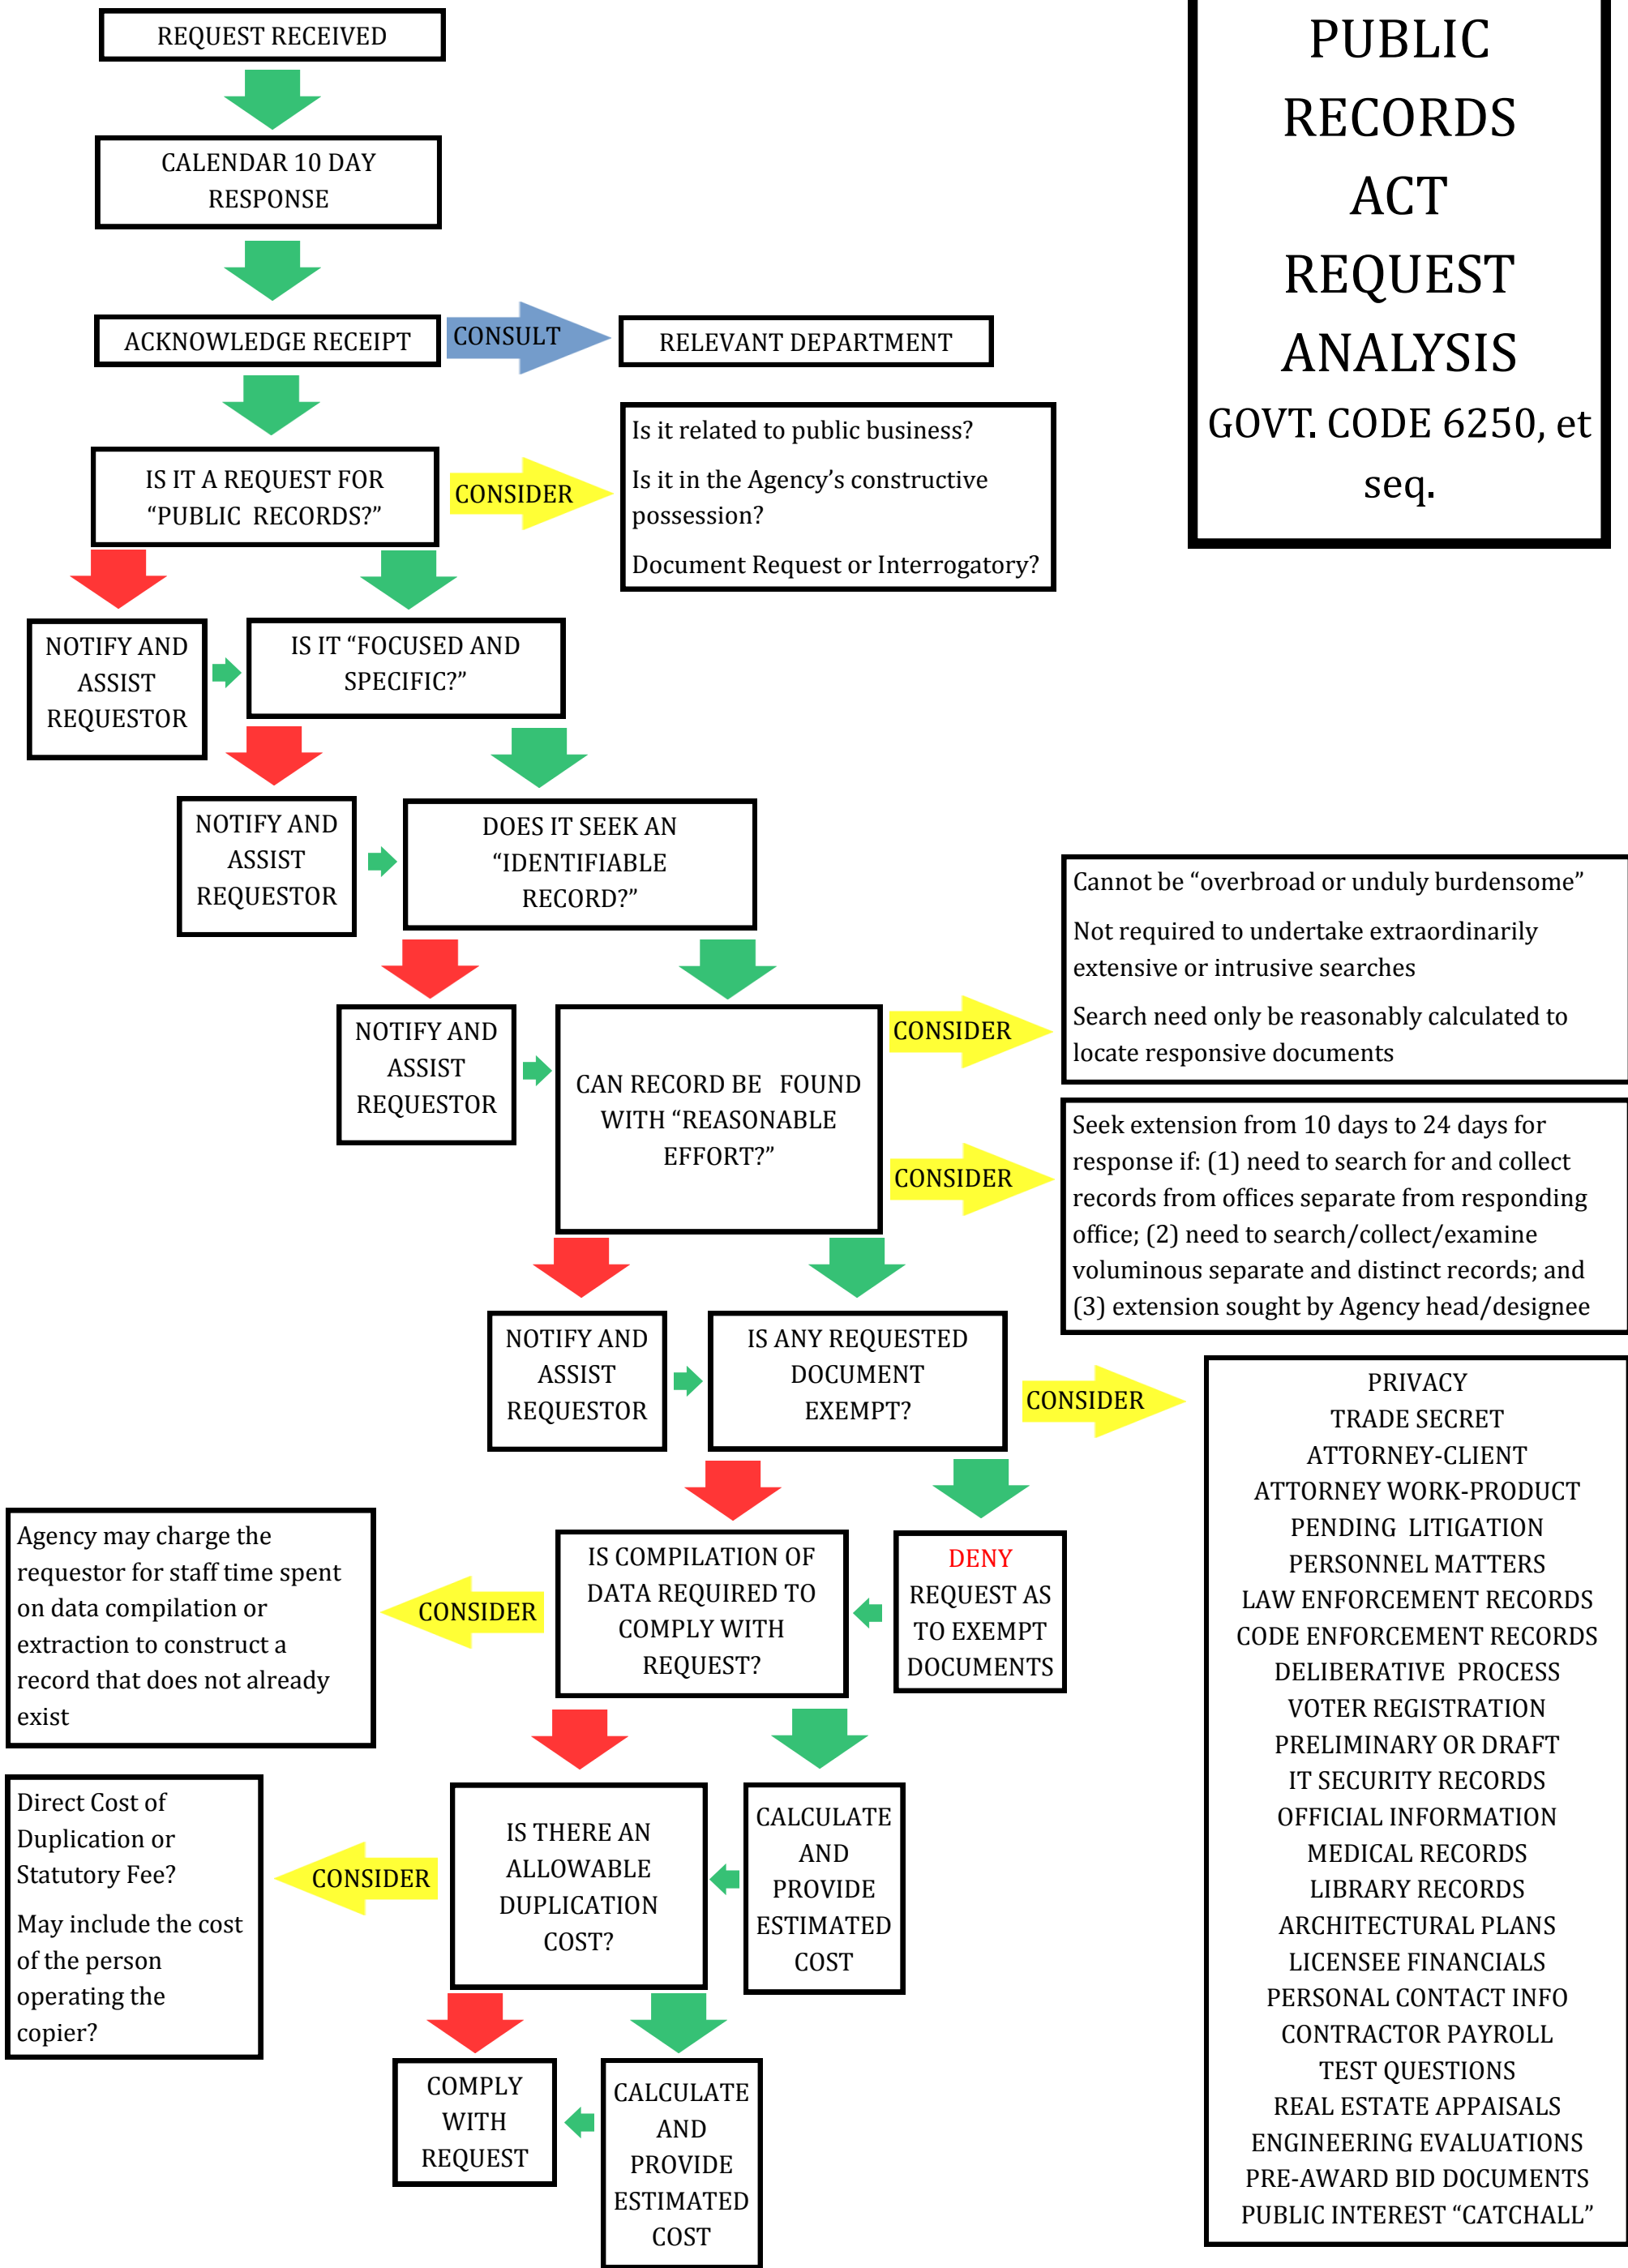 PUBLIC
RECORDS
ACT
REQUEST
ANALYSIS
GOVT. CODE 6250, et
seq.
REQUEST RECEIVED
CALENDAR 10 DAY
RESPONSE
ACKNOWLEDGE RECEIPT
CONSULT
RELEVANT DEPARTMENT
IS IT A REQUEST FOR
“PUBLIC RECORDS?”
CONSIDER
Is it related to public business?
Is it in the Agency’s constructive
possession?
Document Request or Interrogatory?
NOTIFY AND
ASSIST
REQUESTOR
IS IT “FOCUSED AND
SPECIFIC?”
NOTIFY AND
ASSIST
REQUESTOR
DOES IT SEEK AN
“IDENTIFIABLE
RECORD?”
NOTIFY AND
ASSIST
REQUESTOR
CAN RECORD BE FOUND
WITH “REASONABLE
EFFORT?”
CONSIDER
Cannot be “overbroad or unduly burdensome”
Not required to undertake extraordinarily
extensive or intrusive searches
Search need only be reasonably calculated to
locate responsive documents
CONSIDER
Seek extension from 10 days to 24 days for
response if: (1) need to search for and collect
records from offices separate from responding
office; (2) need to search/collect/examine
voluminous separate and distinct records; and
(3) extension sought by Agency head/designee
NOTIFY AND
ASSIST
REQUESTOR
IS ANY REQUESTED
DOCUMENT
EXEMPT?
CONSIDER
PRIVACY
TRADE SECRET
ATTORNEY-CLIENT
ATTORNEY WORK-PRODUCT
PENDING LITIGATION
PERSONNEL MATTERS
LAW ENFORCEMENT RECORDS
CODE ENFORCEMENT RECORDS
DELIBERATIVE PROCESS
VOTER REGISTRATION
PRELIMINARY OR DRAFT
IT SECURITY RECORDS
OFFICIAL INFORMATION
MEDICAL RECORDS
LIBRARY RECORDS
ARCHITECTURAL PLANS
LICENSEE FINANCIALS
PERSONAL CONTACT INFO
CONTRACTOR PAYROLL
TEST QUESTIONS
REAL ESTATE APPAISALS
ENGINEERING EVALUATIONS
PRE-AWARD BID DOCUMENTS
PUBLIC INTEREST “CATCHALL”
DENY
REQUEST AS
TO EXEMPT
DOCUMENTS
IS COMPILATION OF
DATA REQUIRED TO
COMPLY WITH
REQUEST?
CONSIDER
Agency may charge the
requestor for staff time spent
on data compilation or
extraction to construct a
record that does not already
exist
CALCULATE
AND
PROVIDE
ESTIMATED
COST
IS THERE AN
ALLOWABLE
DUPLICATION
COST?
CONSIDER
Direct Cost of
Duplication or
Statutory Fee?
May include the cost
of the person
operating the
copier?
COMPLY
WITH
REQUEST
CALCULATE
AND
PROVIDE
ESTIMATED
COST